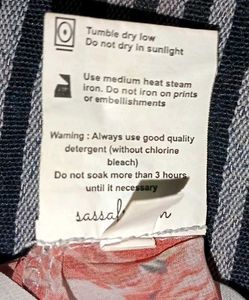 Tumble dry low
Do not dry in sunlight
Use medium heat steam
iron. Do not iron on prints
or embellishments
Warning : Always use good quality
detergent (without chlorine
bleach)
Do not soak more than 3 hours
until it necessary